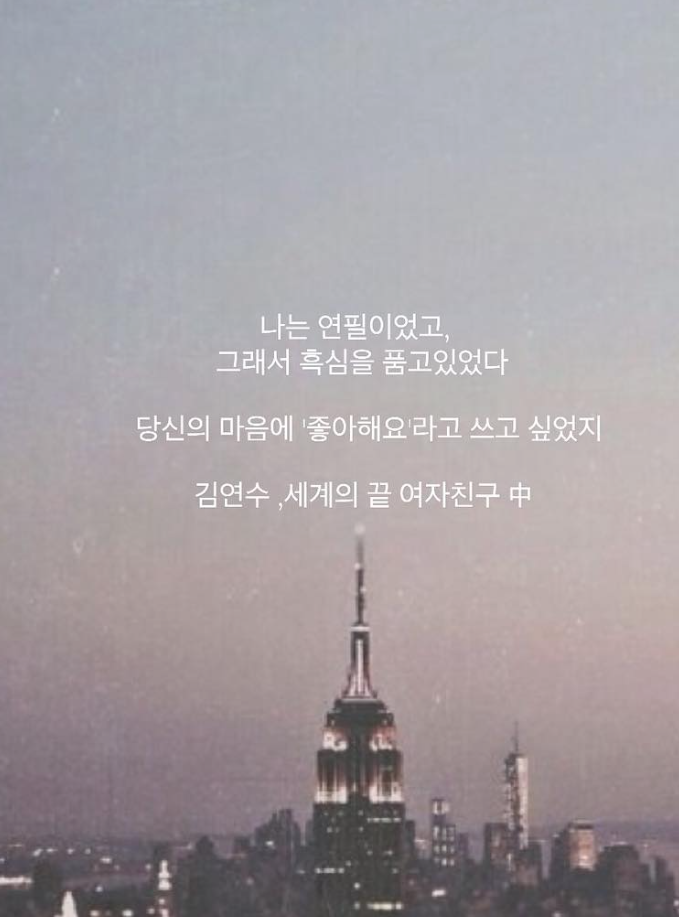 나는 연필이었고,
그래서 흑심을 품고있었다
당신의 마음에 '좋아해요'라고 쓰고 싶었지
김연수 ,세계의 끝 여자친구 中